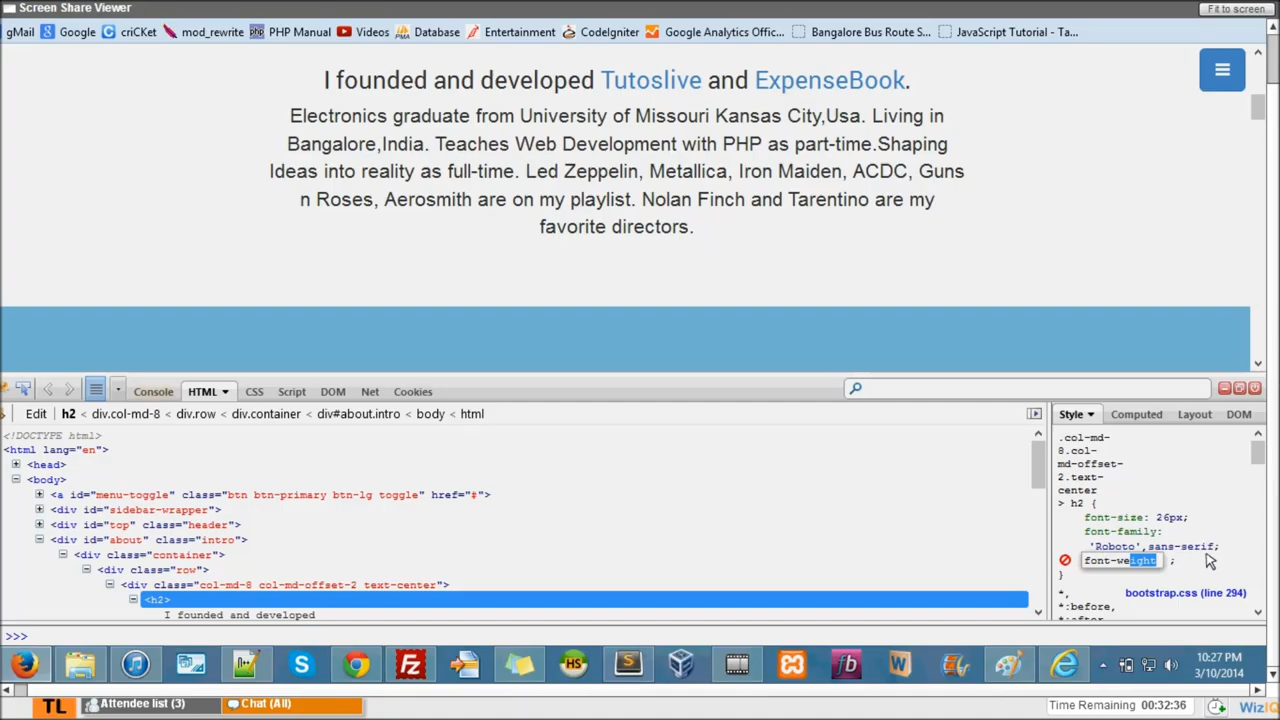 Screen Share Viewer
Fit to screen
gMail Google criCKet mod_rewrite PHP Manual Videos Database Entertainment CodeIgniter Google Analytics Offic... Bangalore Bus Route S... JavaScript Tutorial - Ta...
I founded and developed Tutoslive and ExpenseBook.
Electronics graduate from University of Missouri Kansas City,Usa. Living in
Bangalore,India. Teaches Web Development with PHP as part-time.Shaping
Ideas into reality as full-time. Led Zeppelin, Metallica, Iron Maiden, ACDC, Guns
n Roses, Aerosmith are on my playlist. Nolan Finch and Tarentino are my
favorite directors.
Console HTML CSS Script DOM Net Cookies
Edit h2 < div.col-md-8 < div.row < div.container < div#about.intro < body < html
<!DOCTYPE html>
<html lang="en">
<head>
<body>
<a id="menu-toggle" class="btn btn-primary btn-lg toggle" href="#">
<div id="sidebar-wrapper">
<div id="top" class="header">
<div id="about" class="intro">
<div class="container">
<div class="row">
<div class="col-md-8 col-md-offset-2 text-center">
<h2>
I founded and developed
>>>
Style Computed Layout DOM
.col-md-
8.col-
md-offset-
2.text-
center
> h2 {
font-size: 26px;
font-family:
'Roboto',sans-serif;
font-weight ;
}
*, bootstrap.css (line 294)
*:before,
*:after
10:27 PM
3/10/2014
TL Attendee list (3) Chat (All) Time Remaining 00:32:36 WizIQ